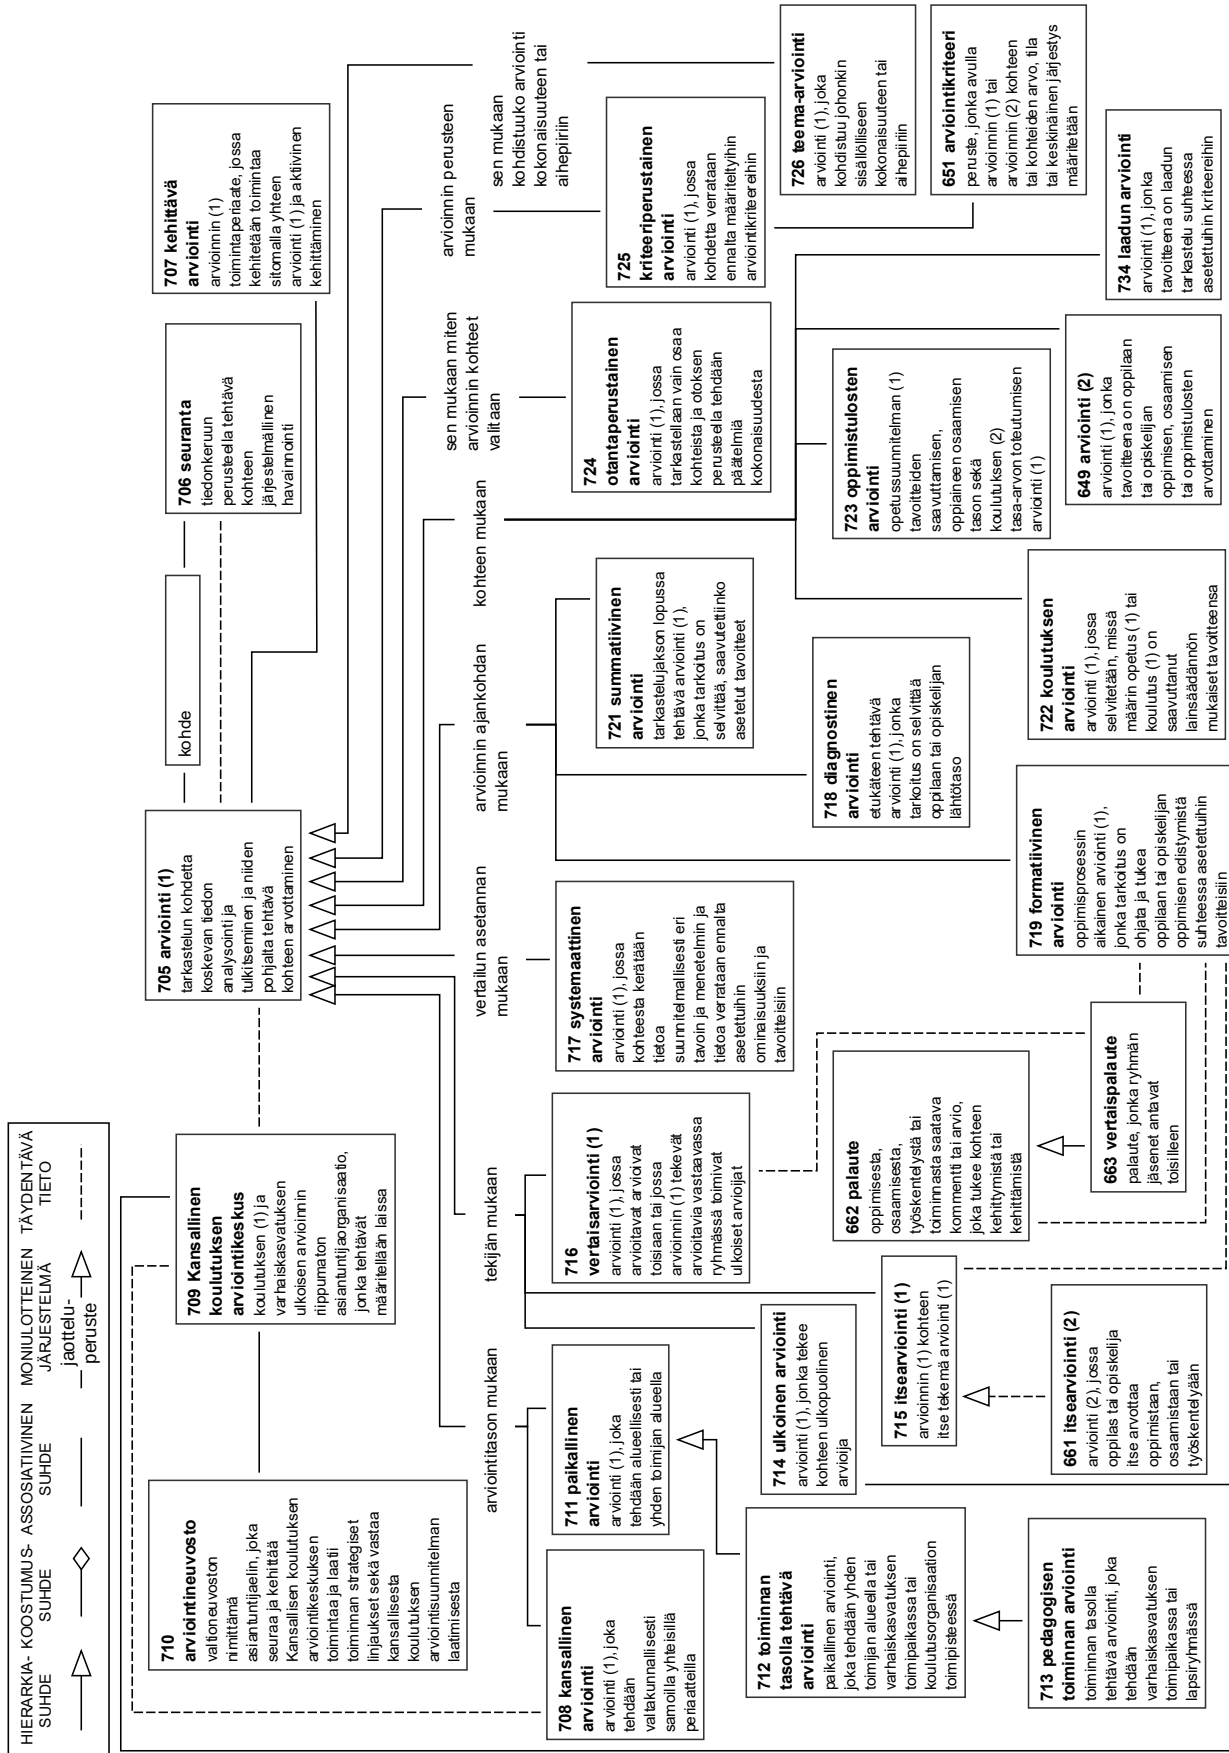 HIERARKIA-
SUHDE
KOOSTUMUS-
SUHDE
ASSOSIATIIVINEN
SUHDE
MONIULOTTEINEN
JÄRJESTELMÄ
jaottelu-
peruste
TÄYDENTÄVÄ
TIETO
710
arviointineuvosto
valtioneuvoston
nimittämä
asiantuntijaelin, joka
seuraa ja kehittää
Kansallisen koulutuksen
arviointikeskuksen
toimintaa ja laatii
toiminnan strategiset
linjaukset sekä vastaa
kansallisesta
koulutuksen
arviointisuunnitelman
laatimisesta
709 Kansallinen
koulutuksen
arviointikeskus
koulutuksen (1) ja
varhaiskasvatuksen
ulkoisen arvioinnin
riippumaton
asiantuntijaorganisaatio,
jonka tehtävät
määritellään laissa
705 arviointi (1)
tarkastelun kohdetta
koskevan tiedon
analysointi ja
tulkitseminen ja niiden
pohjalta tehtävä
kohteen arvottaminen
kohde
706 seuranta
tiedonkeruun
perusteella tehtävä
kohteen
järjestelmällinen
havainnointi
707 kehittävä
arviointi
arvioinnin (1)
toimintaperiaate, jossa
kehitetään toimintaa
sitomalla yhteen
arviointi (1) ja aktiivinen
kehittäminen
arviointitason mukaan
tekijän mukaan
vertailun asetannan
mukaan
arvioinnin ajankohdan
mukaan
kohteen mukaan
sen mukaan miten
arvioinnin kohteet
valitaan
arvioinnin perusteen
mukaan
sen mukaan
kohdistuuko arviointi
kokonaisuuteen tai
aihepiiriin
708 kansallinen
arviointi
arviointi (1), joka
tehdään
valtakunnallisesti
samoilla yhteisillä
periaatteilla
711 paikallinen
arviointi
arviointi (1), joka
tehdään alueellisesti tai
yhden toimijan alueella
716
vertaisarviointi (1)
arviointi (1), jossa
arvioitavat arvioivat
toisiaan tai jossa
arvioinnin (1) tekevät
arvioitavia vastaavassa
ryhmässä toimivat
ulkoiset arvioijat
717 systemaattinen
arviointi
arviointi (1), jossa
kohteesta kerätään
tietoa
suunnitelmallisesti eri
tavoin ja menetelmin ja
tietoa verrataan ennalta
asetettuihin
ominaisuuksiin ja
tavoitteisiin
721 summatiivinen
arviointi
tarkastelujakson lopussa
tehtävä arviointi (1),
jonka tarkoitus on
selvittää, saavutettiinko
asetetut tavoitteet
724
otantaperustainen
arviointi
arviointi (1), jossa
tarkastellaan vain osaa
kohteista ja otoksen
perusteella tehdään
päätelmiä
kokonaisuudesta
725
kriteeriperustainen
arviointi
arviointi (1), jossa
kohdetta verrataan
ennalta määriteltyihin
arviointikriteereihin
726 teema-arviointi
arviointi (1), joka
kohdistuu johonkin
sisällölliseen
kokonaisuuteen tai
aihepiiriin
712 toiminnan
tasolla tehtävä
arviointi
paikallinen arviointi,
joka tehdään yhden
toimijan alueella tai
varhaiskasvatuksen
toimipaikassa tai
koulutusorganisaation
toimipisteessä
714 ulkoinen arviointi
arviointi (1), jonka tekee
kohteen ulkopuolinen
arvioija
715 itsearviointi (1)
arvioinnin (1) kohteen
itse tekemä arviointi (1)
662 palaute
oppimisesta,
osaamisesta,
työskentelystä tai
toiminnasta saatava
kommentti tai arvio,
joka tukee kohteen
kehittymistä tai
kehittämistä
718 diagnostinen
arviointi
etukäteen tehtävä
arviointi (1), jonka
tarkoitus on selvittää
oppilaan tai opiskelijan
lähtötaso
723 oppimistulosten
arviointi
opetussuunnitelman (1)
tavoitteiden
saavuttamisen,
oppiaineen osaamisen
tason sekä
koulutuksen (2)
tasa-arvon toteutumisen
arviointi (1)
651 arviointikriteeri
peruste, jonka avulla
arvioinnin (1) tai
arvioinnin (2) kohteen
tai kohteiden arvo, tila
tai keskinäinen järjestys
määritetään
713 pedagogisen
toiminnan arviointi
toiminnan tasolla
tehtävä arviointi, joka
tehdään
varhaiskasvatuksen
toimipaikassa tai
lapsiryhmässä
661 itsearviointi (2)
arviointi (2), jossa
oppilas tai opiskelija
itse arvottaa
oppimistaan,
osaamistaan tai
työskentelyään
663 vertaispalaute
palaute, jonka ryhmän
jäsenet antavat
toisilleen
719 formatiivinen
arviointi
oppimisprosessin
aikainen arviointi (1),
jonka tarkoitus on
ohjata ja tukea
oppilaan tai opiskelijan
oppimisen edistymistä
suhteessa asetettuihin
tavoitteisiin
722 koulutuksen
arviointi
arviointi (1), jossa
selvitetään, missä
määrin opetus (1) tai
koulutus (1) on
saavuttanut
lainsäädännön
mukaiset tavoitteensa
649 arviointi (2)
arviointi (1), jonka
tavoitteena on oppilaan
tai opiskelijan
oppimisen, osaamisen
tai oppimistulosten
arvottaminen
734 laadun arviointi
arviointi (1), jonka
tavoitteena on laadun
tarkastelu suhteessa
asetettuihin kriteereihin